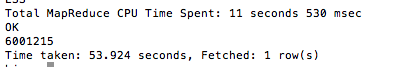 Total MapReduce CPU Time Spent: 11 seconds 530 msec
OK
6001215
Time taken: 53.924 seconds, Fetched: 1 row(s)